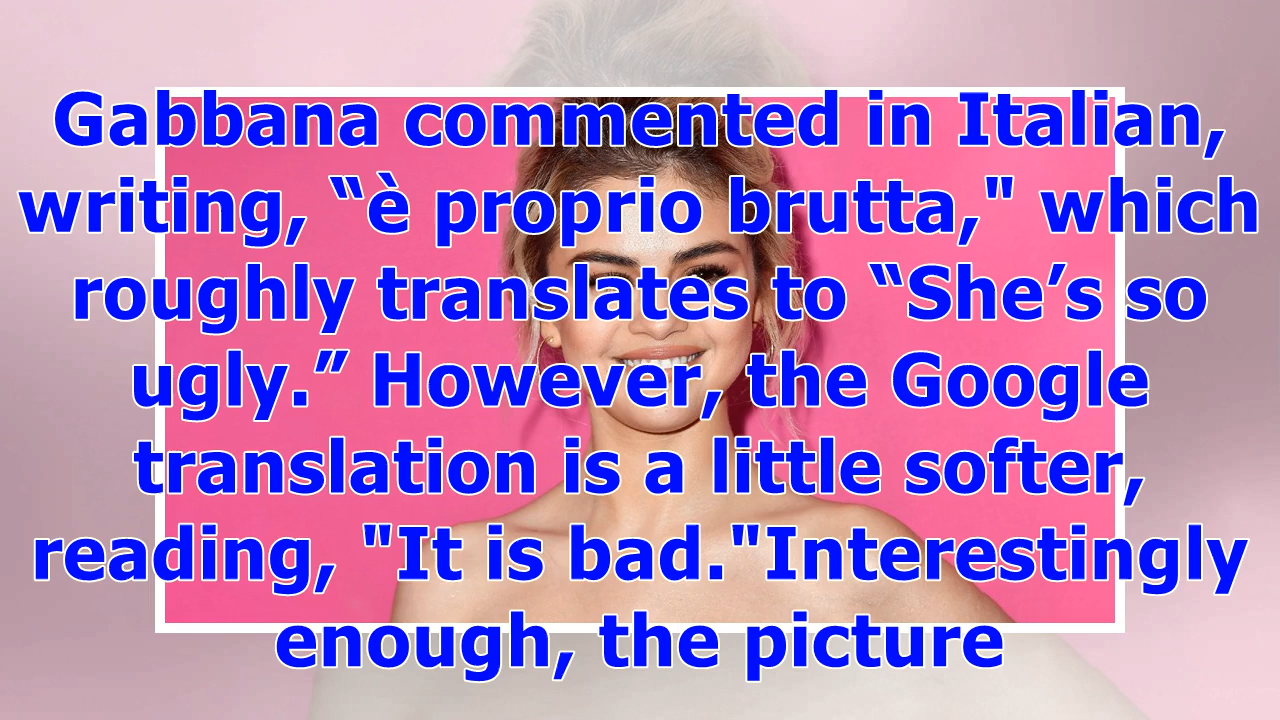 Gabbana commented in Italian,
writing, “è proprio brutta," which
roughly translates to “She’s so
ugly.” However, the Google
translation is a little softer,
reading, "It is bad."Interestingly
enough, the picture